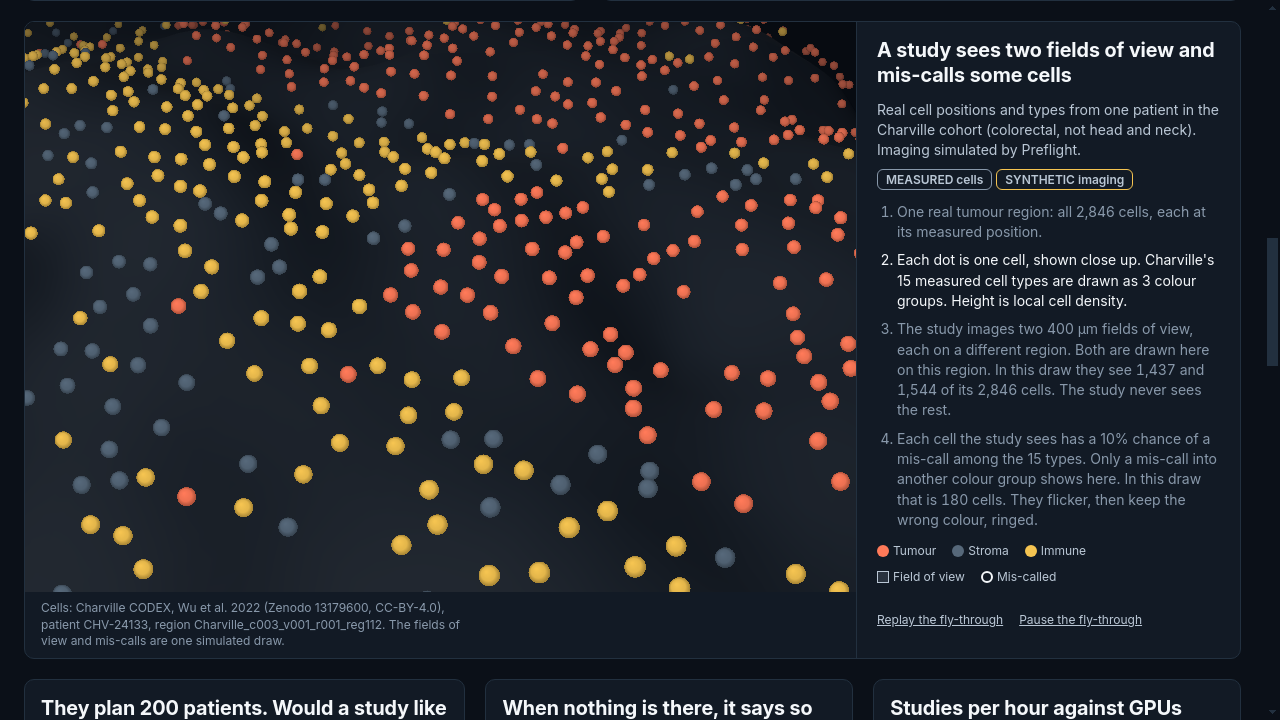 A study sees two fields of view and
mis-calls some cells
Real cell positions and types from one patient in the
Charville cohort (colorectal, not head and neck).
Imaging simulated by Preflight.
MEASURED cells SYNTHETIC imaging
1. One real tumour region: all 2,846 cells, each at
its measured position.
2. Each dot is one cell, shown close up. Charville's
15 measured cell types are drawn as 3 colour
groups. Height is local cell density.
3. The study images two 400 µm fields of view,
each on a different region. Both are drawn here
on this region. In this draw they see 1,437 and
1,544 of its 2,846 cells. The study never sees
the rest.
4. Each cell the study sees has a 10% chance of a
mis-call among the 15 types. Only a mis-call into
another colour group shows here. In this draw
that is 180 cells. They flicker, then keep the
wrong colour, ringed.
Tumour Stroma Immune
Field of view Mis-called
Replay the fly-through Pause the fly-through
Cells: Charville CODEX, Wu et al. 2022 (Zenodo 13179600, CC-BY-4.0),
patient CHV-24133, region Charville_c003_v001_r001_reg112. The fields of
view and mis-calls are one simulated draw.
They plan 200 patients. Would a study like
When nothing is there, it says so
Studies per hour against GPUs